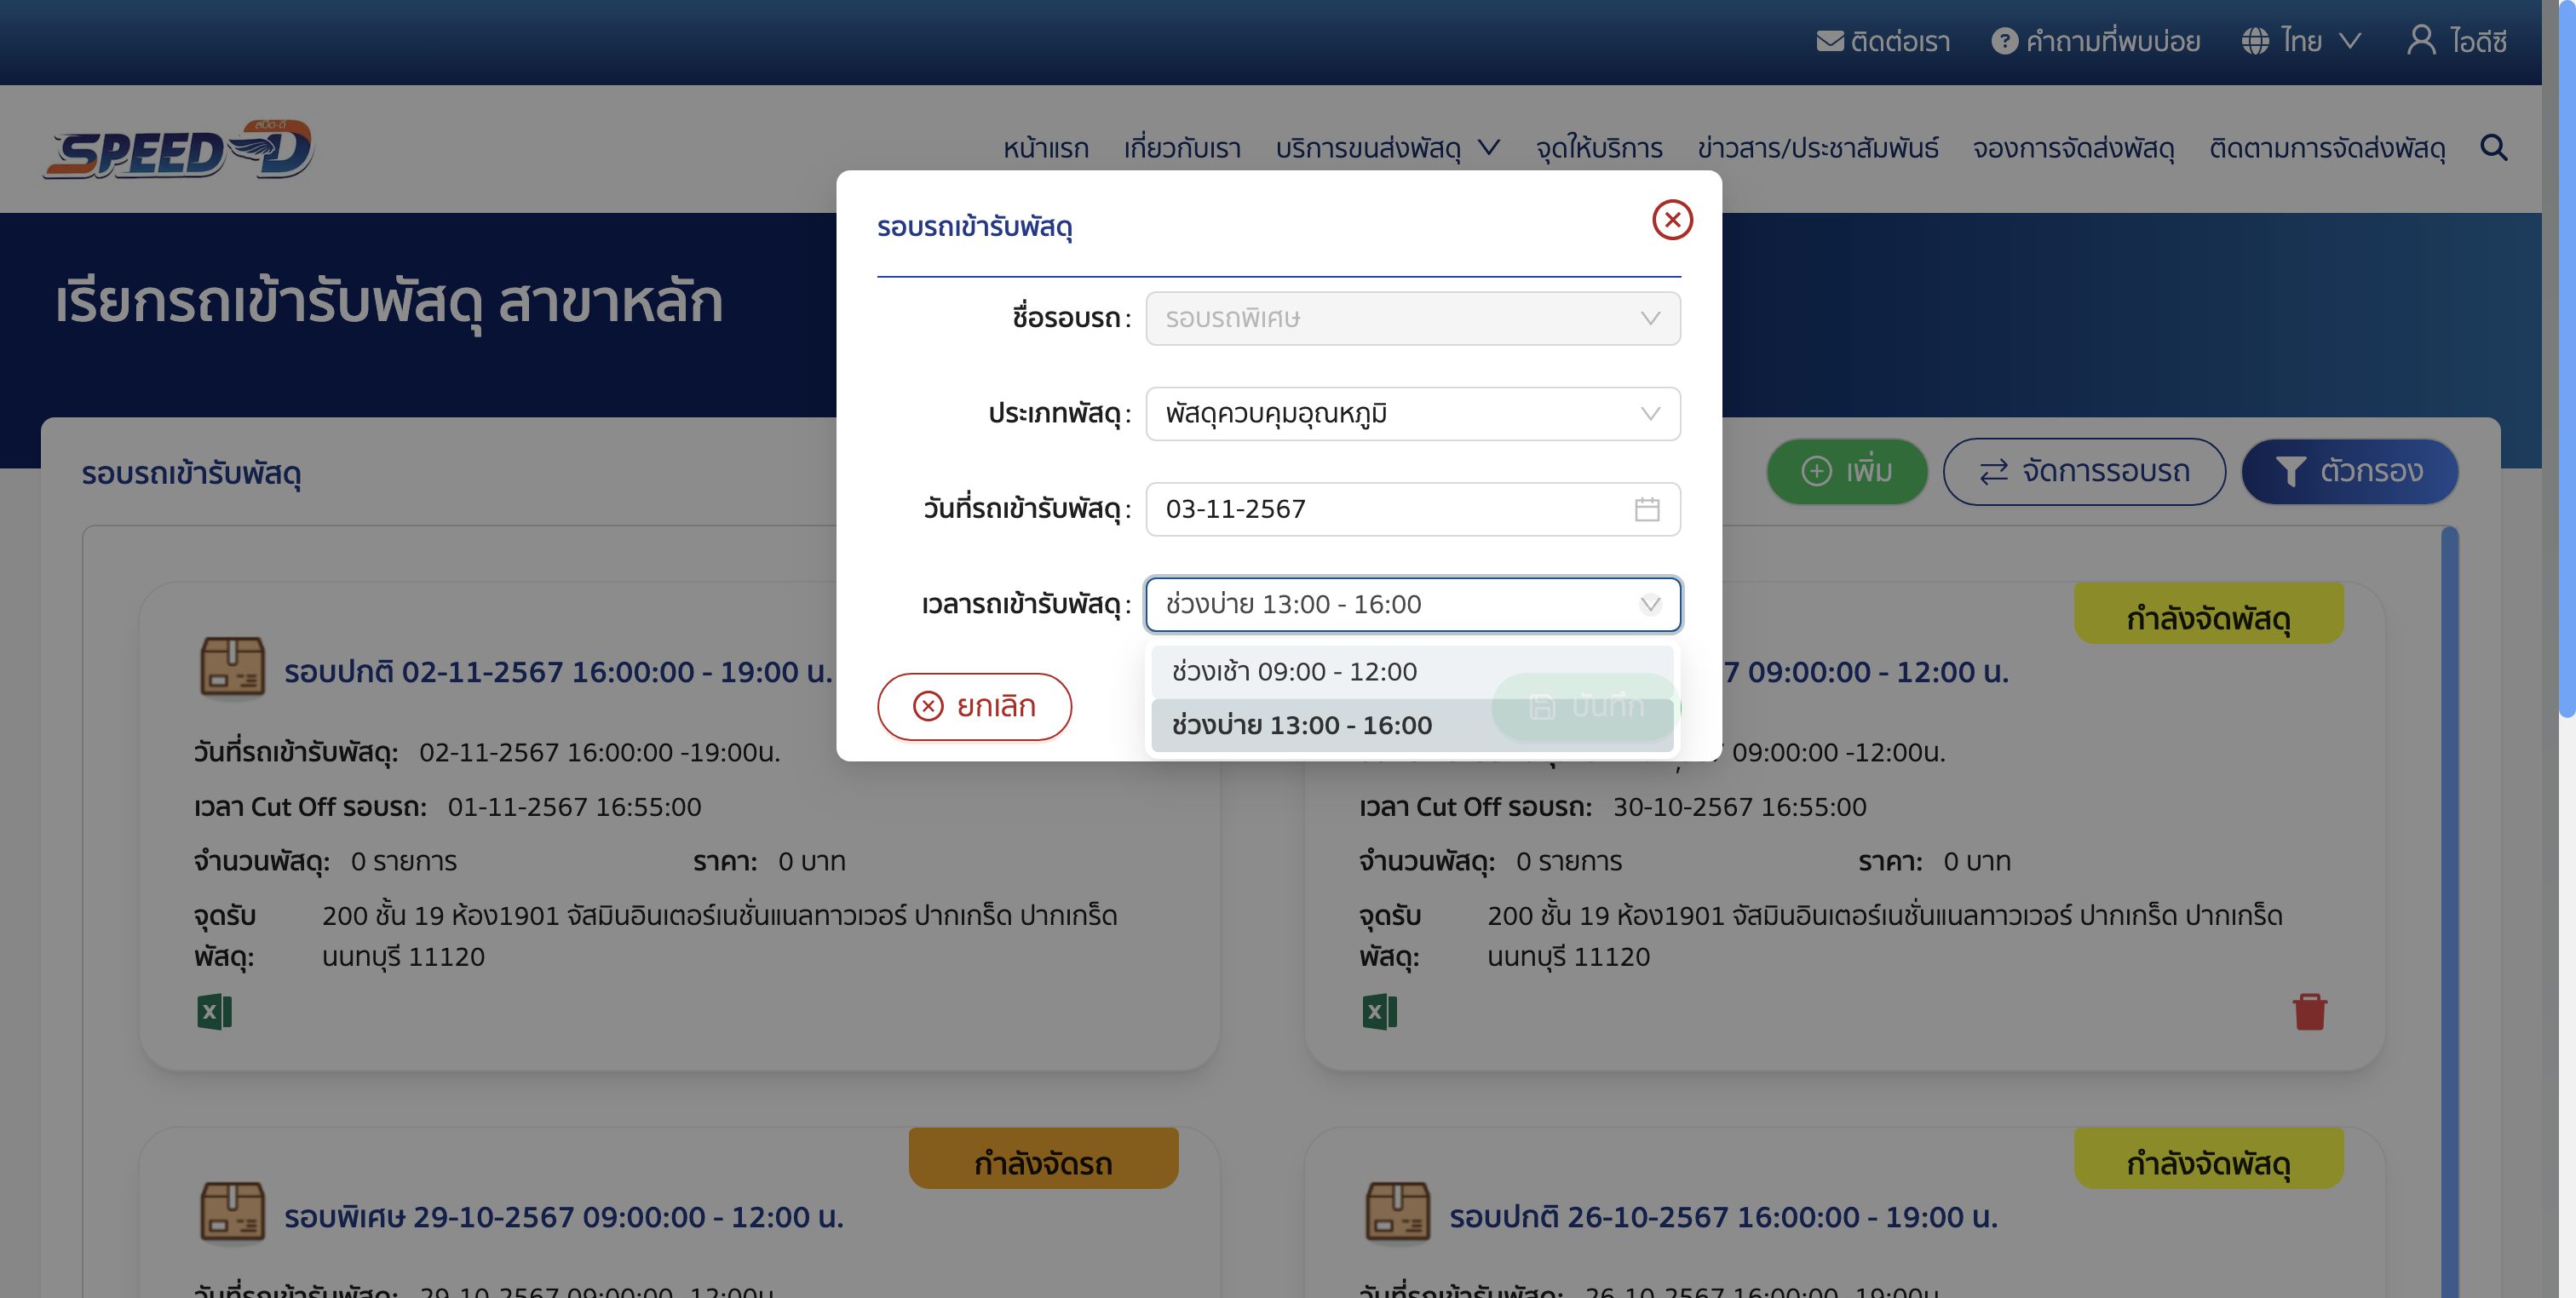 ติดต่อเรา คำถามที่พบบ่อย ไทย ไอดีซี
สปีด-ดี
SPEED-D
หน้าแรก เกี่ยวกับเรา บริการขนส่งพัสดุ จุดให้บริการ ข่าวสาร/ประชาสัมพันธ์ จองการจัดส่งพัสดุ ติดตามการจัดส่งพัสดุ
เรียกรถเข้ารับพัสดุ สาขาหลัก
รอบรถเข้ารับพัสดุ
ชื่อรอบรถ : รอบรถพิเศษ
ประเภทพัสดุ : พัสดุควบคุมอุณหภูมิ
วันที่รถเข้ารับพัสดุ : 03-11-2567
เวลารถเข้ารับพัสดุ : ช่วงบ่าย 13:00 - 16:00
ช่วงเช้า 09:00 - 12:00
ช่วงบ่าย 13:00 - 16:00
ยกเลิก บันทึก
รอบรถเข้ารับพัสดุ
เพิ่ม จัดการรอบรถ ตัวกรอง
รอบปกติ 02-11-2567 16:00:00 - 19:00 น.
วันที่รถเข้ารับพัสดุ: 02-11-2567 16:00:00 -19:00น.
เวลา Cut Off รอบรถ: 01-11-2567 16:55:00
จำนวนพัสดุ: 0 รายการ ราคา: 0 บาท
จุดรับพัสดุ: 200 ชั้น 19 ห้อง1901 จัสมินอินเตอร์เนชั่นแนลทาวเวอร์ ปากเกร็ด ปากเกร็ด
นนทบุรี 11120
กำลังจัดพัสดุ
7 09:00:00 - 12:00 น.
09:00:00 -12:00น.
เวลา Cut Off รอบรถ: 30-10-2567 16:55:00
จำนวนพัสดุ: 0 รายการ ราคา: 0 บาท
จุดรับพัสดุ: 200 ชั้น 19 ห้อง1901 จัสมินอินเตอร์เนชั่นแนลทาวเวอร์ ปากเกร็ด ปากเกร็ด
นนทบุรี 11120
กำลังจัดรถ
รอบพิเศษ 29-10-2567 09:00:00 - 12:00 น.
วันที่รถเข้ารับพัสดุ: 29-10-2567 09:00:00 -12:00น.
กำลังจัดพัสดุ
รอบปกติ 26-10-2567 16:00:00 - 19:00 น.
วันที่รถเข้ารับพัสดุ: 26-10-2567 16:00:00 -19:00น.